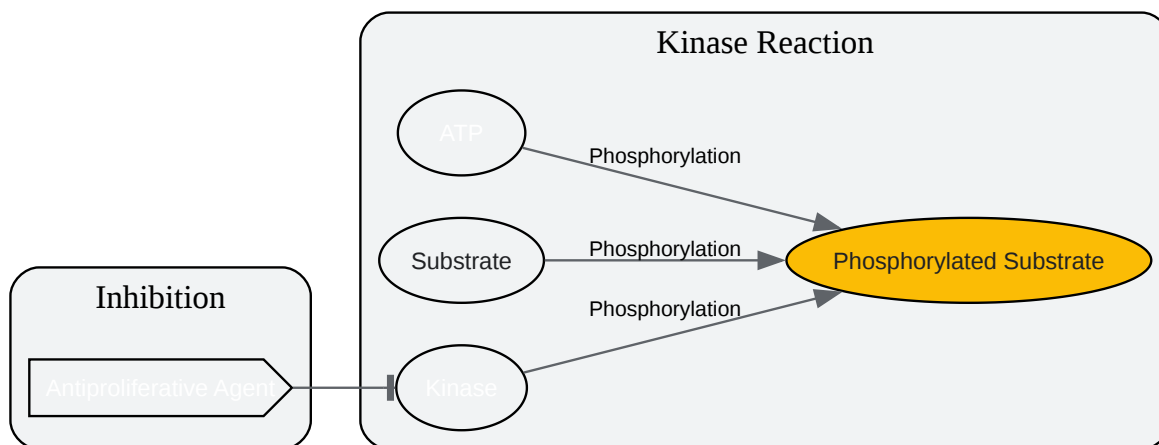 Kinase Reaction
ATP
Phosphorylation
Substrate
Phosphorylation
Phosphorylated Substrate
Inhibition
Phosphorylation
Antiproliferative Agent
Kinase